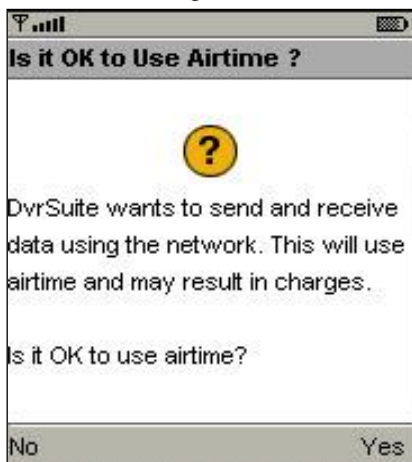 Is it OK to Use Airtime ?
?
DvrSuite wants to send and receive
data using the network. This will use
airtime and may result in charges.
Is it OK to use airtime?
No Yes